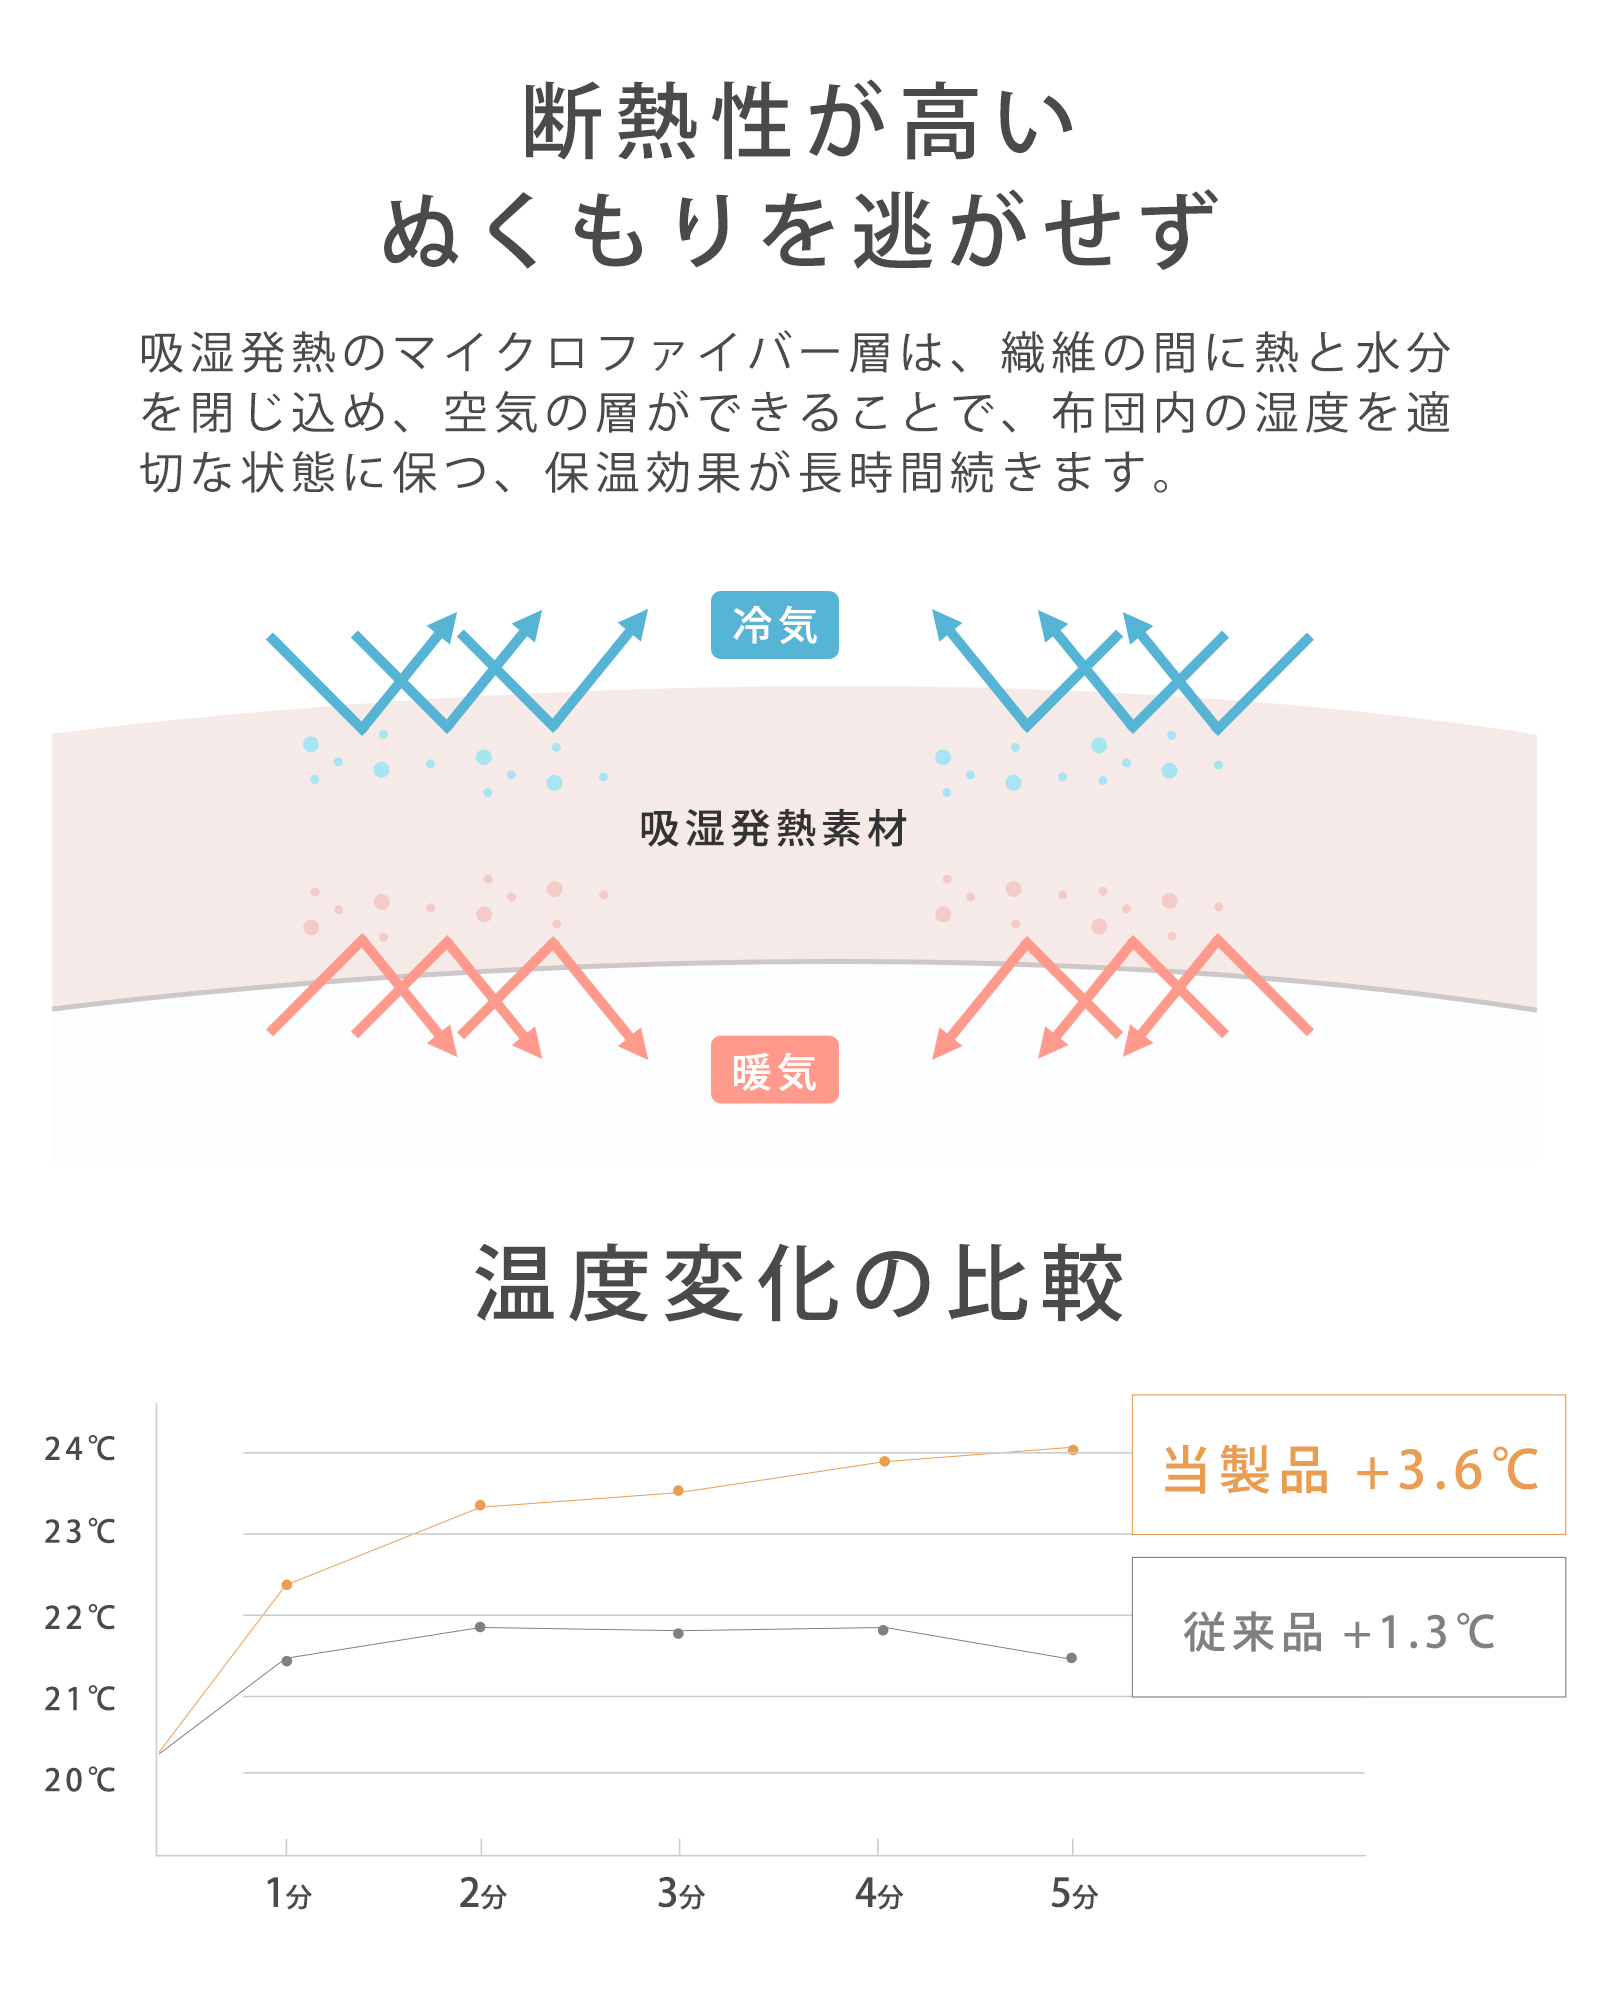 断熱性が高い
ぬくもりを逃がせず
吸湿発熱のマイクロファイバー層は、繊維の間に熱と水分
を閉じ込め、空気の層ができることで、布団内の湿度を適
切な状態に保つ、保温効果が長時間続きます。
冷気
吸湿発熱素材
暖気
温度変化の比較
24℃
23℃
22℃
21℃
20℃
当製品 +3.6℃
従来品 +1.3℃
1分 2分 3分 4分 5分